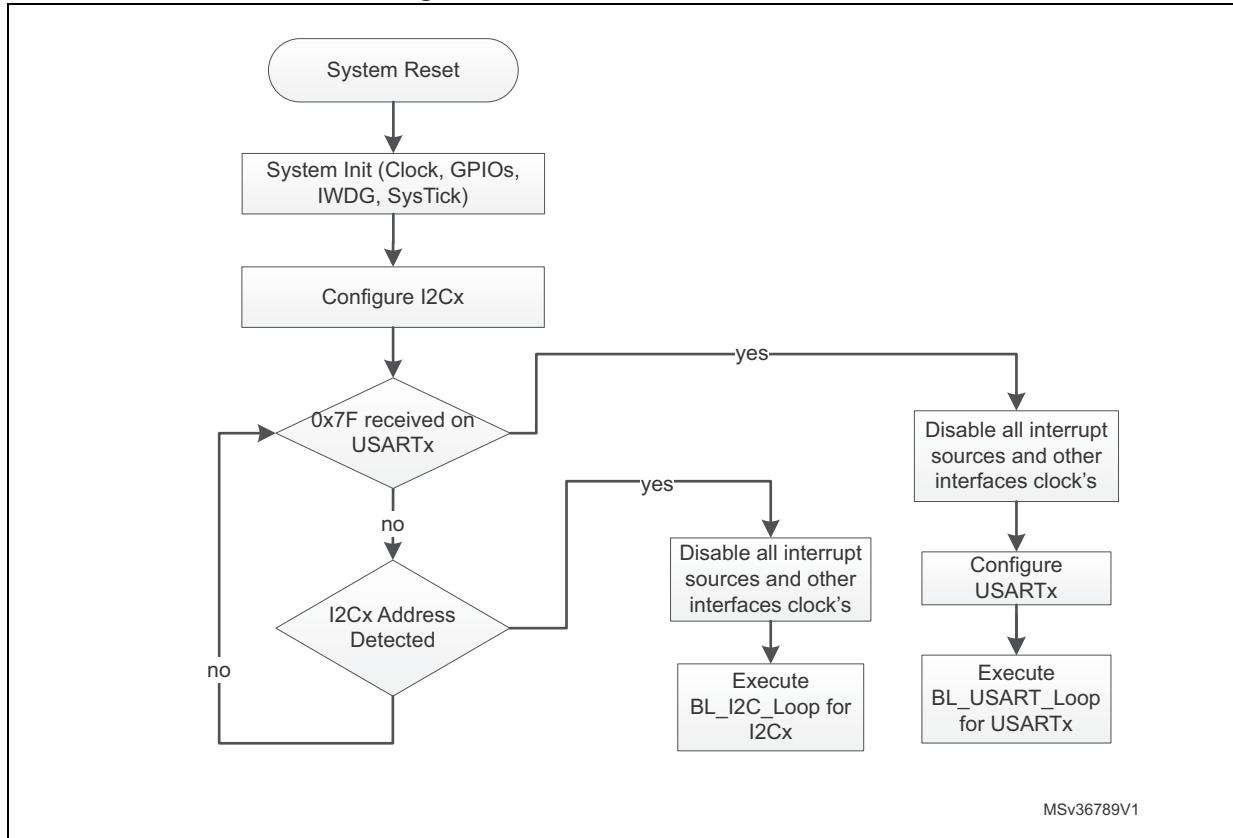 System Reset
System Init (Clock, GPIOs,
IWDG, SysTick)
Configure I2Cx
yes
0x7F received on
USARTx
Disable all interrupt
sources and other
interfaces clock's
yes
no
Disable all interrupt
sources and other
interfaces clock's
Configure
USARTx
I2Cx Address
Detected
no
Execute
BL_I2C_Loop for
I2Cx
Execute
BL_USART_Loop
for USARTx
MSv36789V1